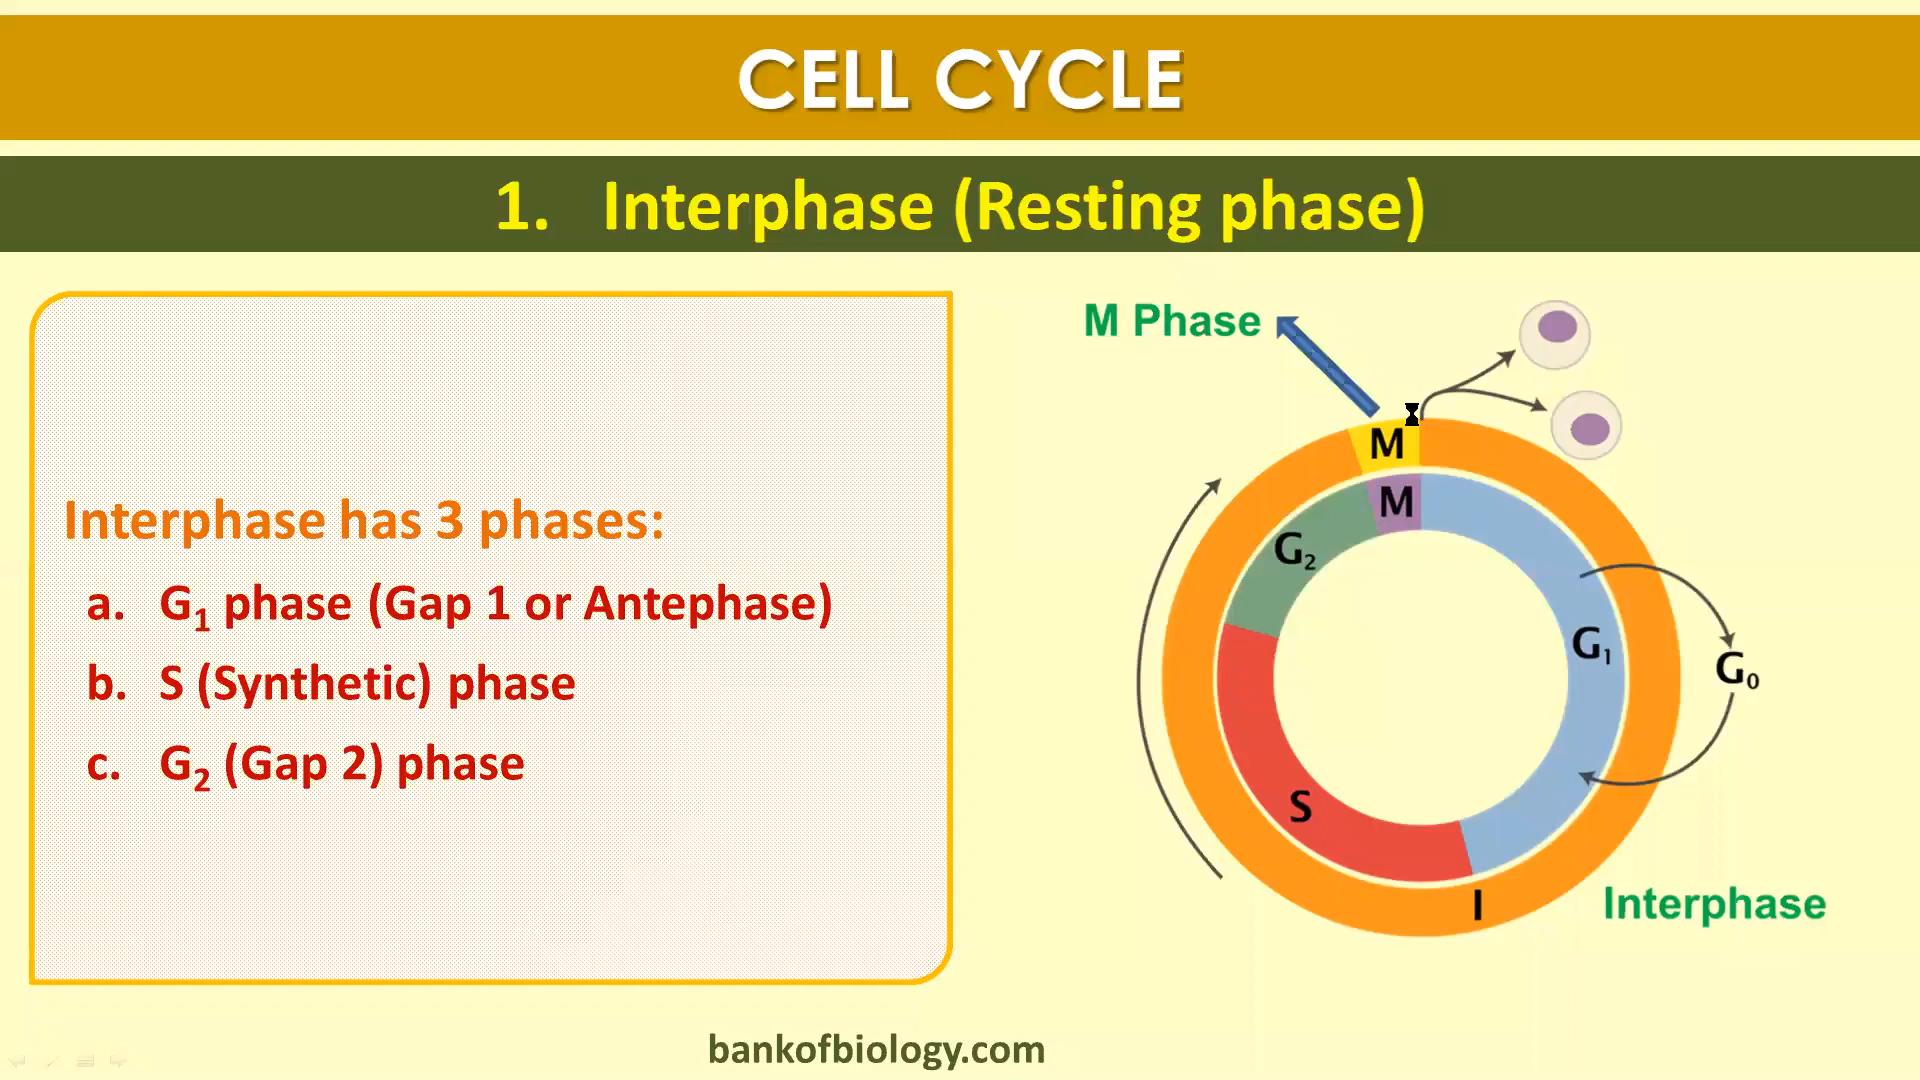 CELL CYCLE
1. Interphase (Resting phase)
Interphase has 3 phases:
a. G₁ phase (Gap 1 or Antephase)
b. S (Synthetic) phase
c. G₂ (Gap 2) phase
M Phase
M
M
G₂
G₁
G₀
S
I
Interphase
bankofbiology.com